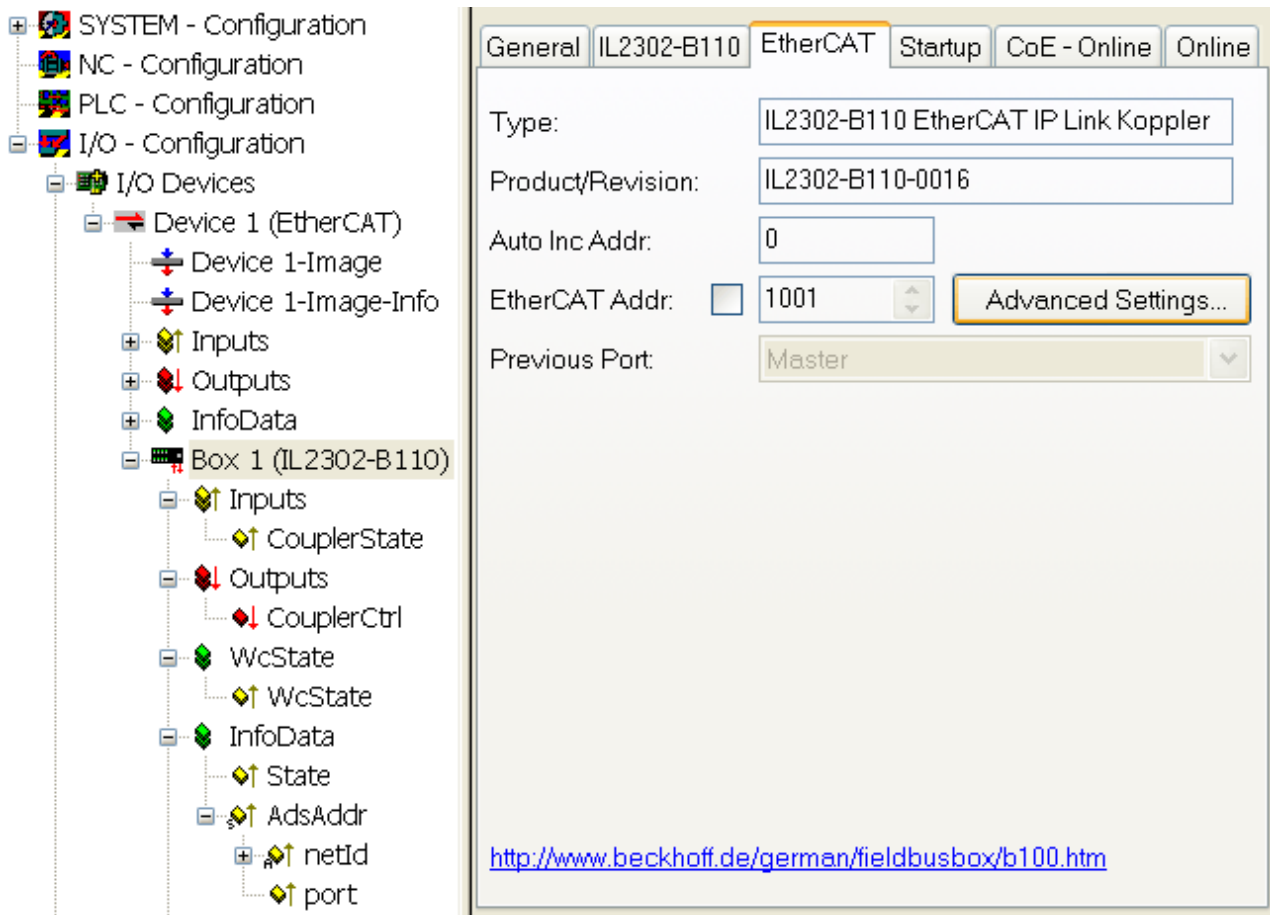 SYSTEM - Configuration
NC - Configuration
PLC - Configuration
I/O - Configuration
I/O Devices
Device 1 (EtherCAT)
Device 1-Image
Device 1-Image-Info
Inputs
Outputs
InfoData
Box 1 (IL2302-B110)
Inputs
CouplerState
Outputs
CouplerCtrl
WcState
WcState
InfoData
State
AdsAddr
netId
port
General IL2302-B110 EtherCAT Startup CoE - Online Online
Type: IL2302-B110 EtherCAT IP Link Koppler
Product/Revision: IL2302-B110-0016
Auto Inc Addr: 0
EtherCAT Addr: 1001 Advanced Settings...
Previous Port: Master
http://www.beckhoff.de/german/fieldbusbox/b100.htm